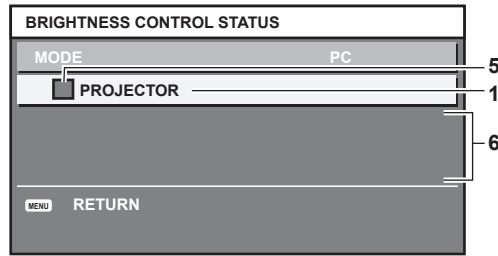 BRIGHTNESS CONTROL STATUS
MODE PC
5
PROJECTOR 1
6
MENU RETURN